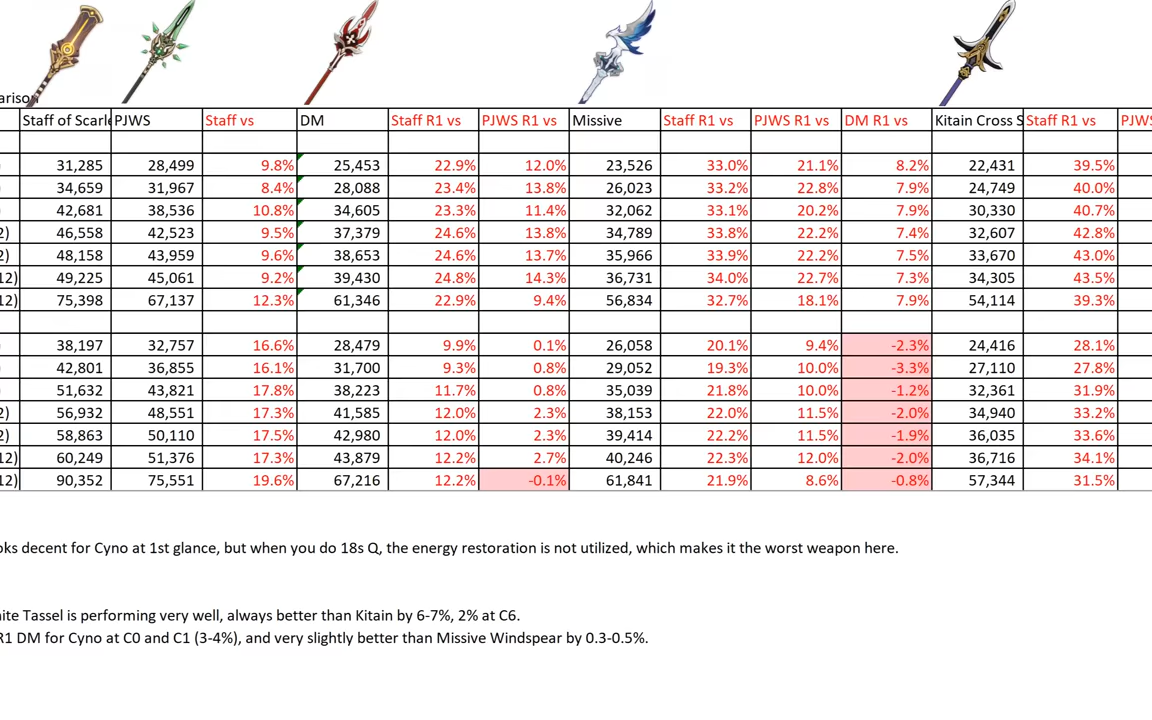 arison
Staff of Scarle PJWS Staff vs DM Staff R1 vs PJWS R1 vs Missive Staff R1 vs PJWS R1 vs DM R1 vs Kitain Cross S Staff R1 vs PJWS
) 31,285 28,499 9.8% 25,453 22.9% 12.0% 23,526 33.0% 21.1% 8.2% 22,431 39.5%
) 34,659 31,967 8.4% 28,088 23.4% 13.8% 26,023 33.2% 22.8% 7.9% 24,749 40.0%
) 42,681 38,536 10.8% 34,605 23.3% 11.4% 32,062 33.1% 20.2% 7.9% 30,330 40.7%
2) 46,558 42,523 9.5% 37,379 24.6% 13.8% 34,789 33.8% 22.2% 7.4% 32,607 42.8%
2) 48,158 43,959 9.6% 38,653 24.6% 13.7% 35,966 33.9% 22.2% 7.5% 33,670 43.0%
12) 49,225 45,061 9.2% 39,430 24.8% 14.3% 36,731 34.0% 22.7% 7.3% 34,305 43.5%
12) 75,398 67,137 12.3% 61,346 22.9% 9.4% 56,834 32.7% 18.1% 7.9% 54,114 39.3%
) 38,197 32,757 16.6% 28,479 9.9% 0.1% 26,058 20.1% 9.4% -2.3% 24,416 28.1%
) 42,801 36,855 16.1% 31,700 9.3% 0.8% 29,052 19.3% 10.0% -3.3% 27,110 27.8%
) 51,632 43,821 17.8% 38,223 11.7% 0.8% 35,039 21.8% 10.0% -1.2% 32,361 31.9%
2) 56,932 48,551 17.3% 41,585 12.0% 2.3% 38,153 22.0% 11.5% -2.0% 34,940 33.2%
2) 58,863 50,110 17.5% 42,980 12.0% 2.3% 39,414 22.2% 11.5% -1.9% 36,035 33.6%
12) 60,249 51,376 17.3% 43,879 12.2% 2.7% 40,246 22.3% 12.0% -2.0% 36,716 34.1%
12) 90,352 75,551 19.6% 67,216 12.2% -0.1% 61,841 21.9% 8.6% -0.8% 57,344 31.5%
oks decent for Cyno at 1st glance, but when you do 18s Q, the energy restoration is not utilized, which makes it the worst weapon here.
ite Tassel is performing very well, always better than Kitain by 6-7%, 2% at C6.
R1 DM for Cyno at C0 and C1 (3-4%), and very slightly better than Missive Windspear by 0.3-0.5%.